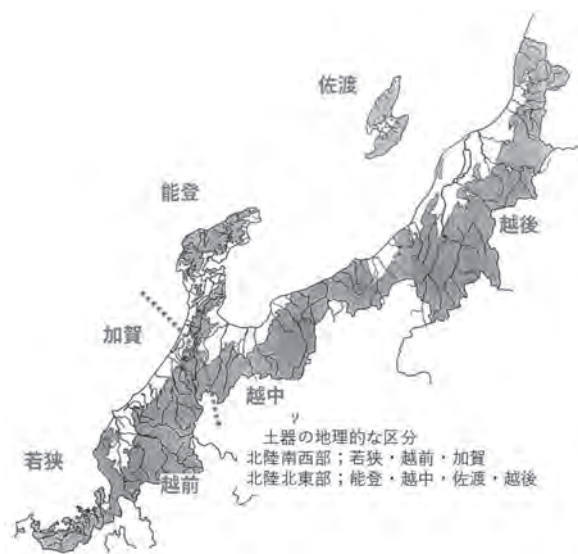 佐渡
能登
越後
加賀
越中
土器の地理的な区分
若狭
北陸南西部；若狭・越前・加賀
越前
北陸北東部；能登・越中・佐渡・越後